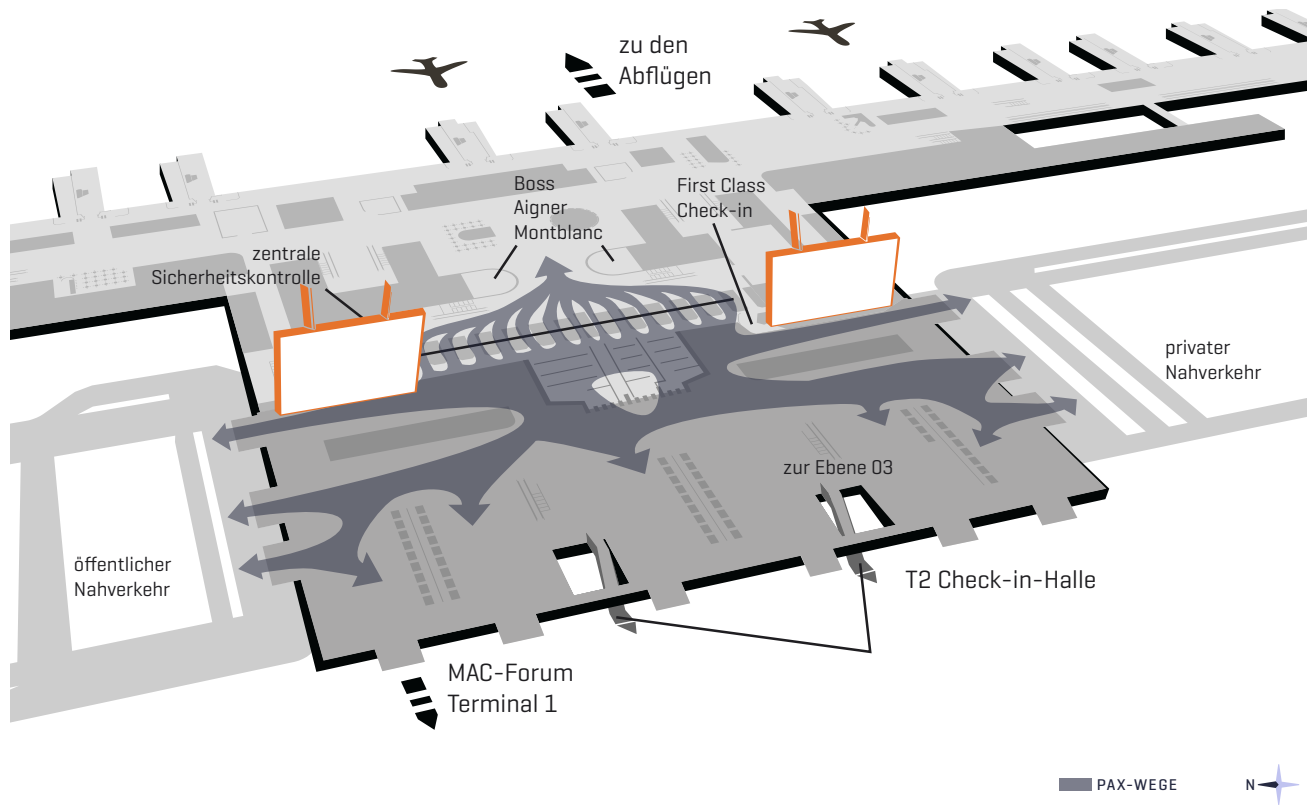 zu den
Abflügen
Boss
Aigner
Montblanc
First Class
Check-in
zentrale
Sicherheitskontrolle
privater
Nahverkehr
zur Ebene 03
öffentlicher
Nahverkehr
T2 Check-in-Halle
MAC-Forum
Terminal 1
PAX-WEGE
N